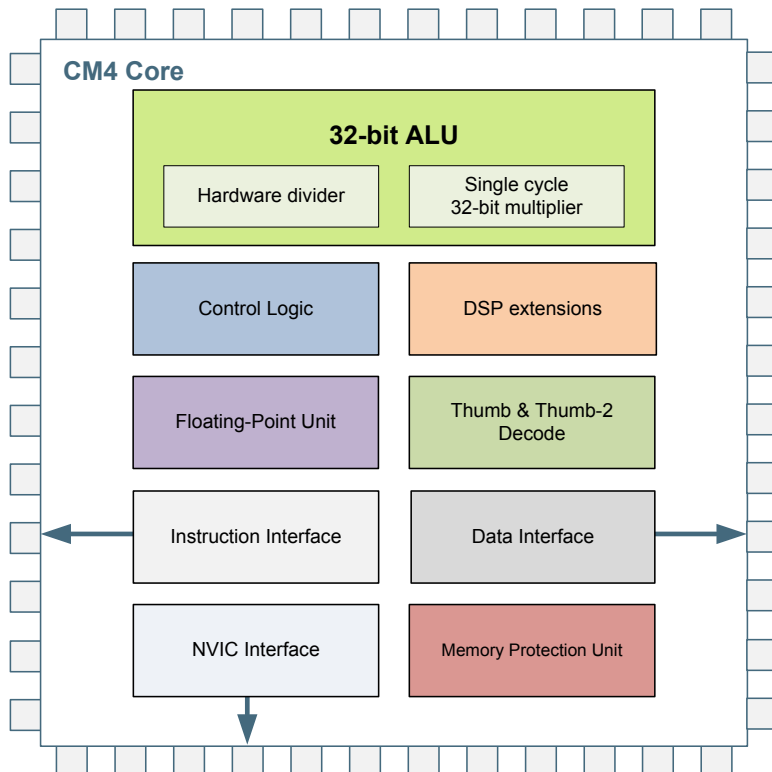 CM4 Core
32-bit ALU
Hardware divider
Single cycle
32-bit multiplier
Control Logic
DSP extensions
Floating-Point Unit
Thumb & Thumb-2
Decode
Instruction Interface
Data Interface
NVIC Interface
Memory Protection Unit